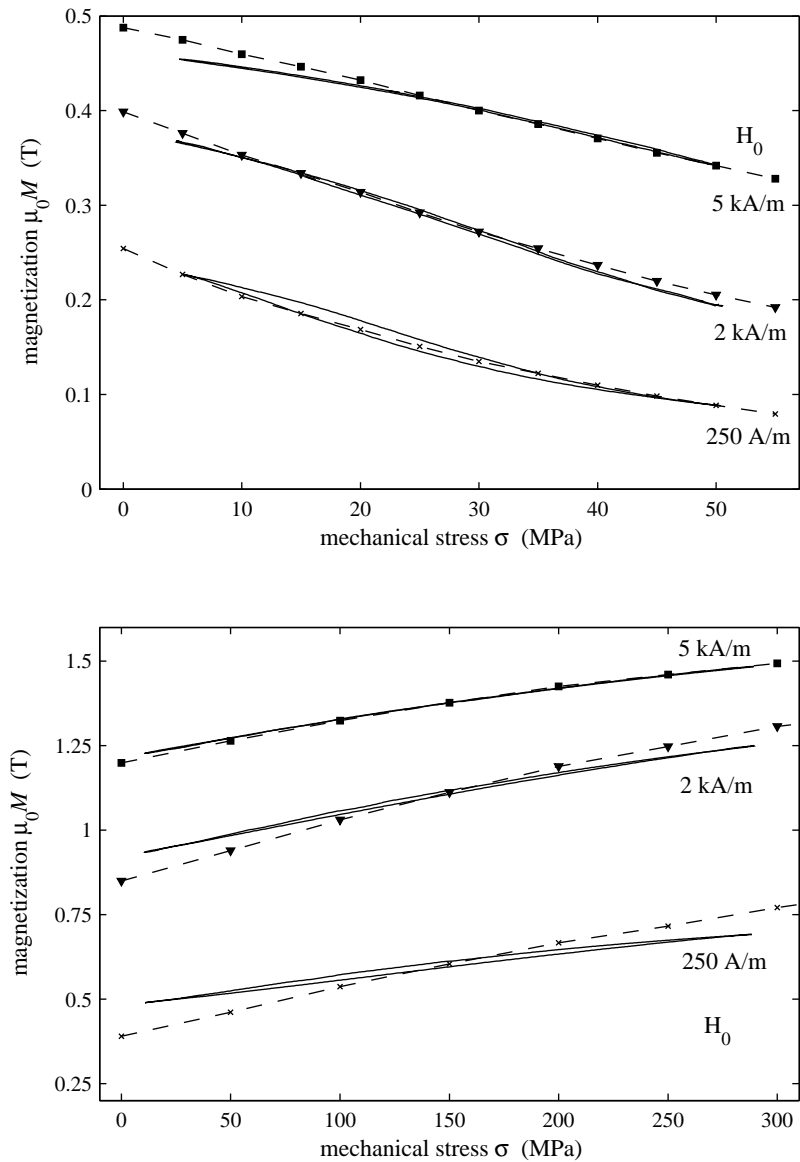 0.5
0.4
0.3
0.2
0.1
0
magnetization μ₀M (T)
H₀
5 kA/m
2 kA/m
250 A/m
0 10 20 30 40 50
mechanical stress σ (MPa)
1.5
1.25
1
0.75
0.5
0.25
magnetization μ₀M (T)
5 kA/m
2 kA/m
250 A/m
H₀
0 50 100 150 200 250 300
mechanical stress σ (MPa)